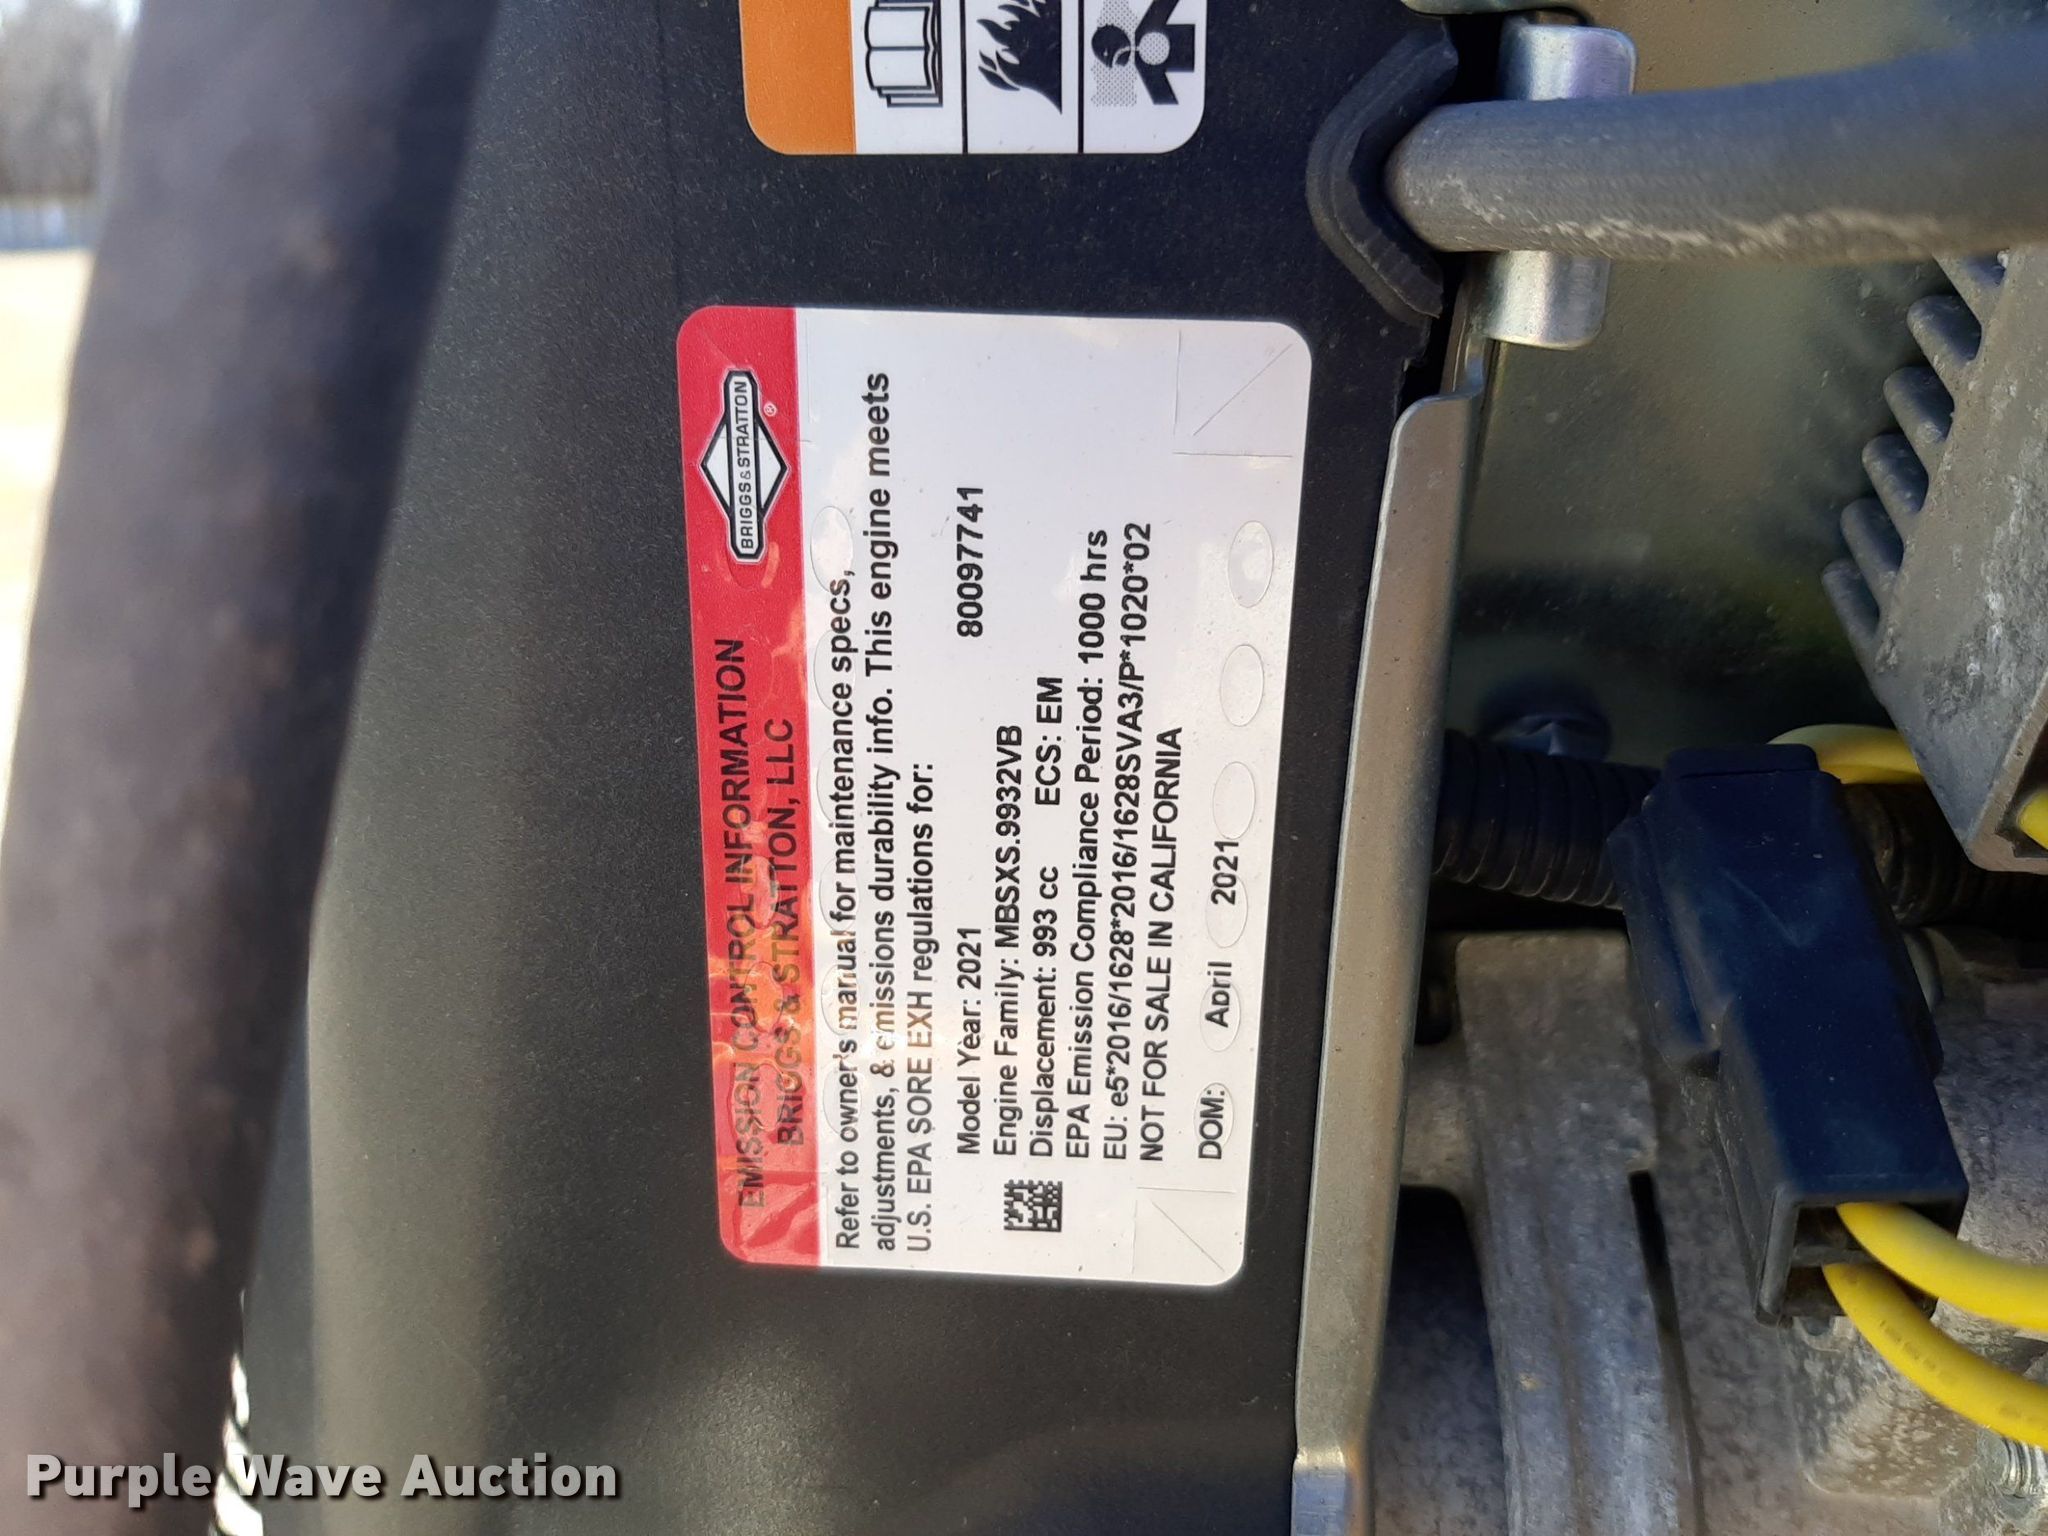 BRIGGS&STRATTON®
EMISSION CONTROL INFORMATION
BRIGGS & STRATTON, LLC
Refer to owner's manual for maintenance specs,
adjustments, & emissions durability info. This engine meets
U.S. EPA SORE EXH regulations for:
Model Year: 2021 80097741
Engine Family: MBSXS.9932VB
Displacement: 993 cc ECS: EM
EPA Emission Compliance Period: 1000 hrs
EU: e5*2016/1628*2016/1628SVA3/P*1020*02
NOT FOR SALE IN CALIFORNIA
DOM: April 2021
Purple Wave Auction